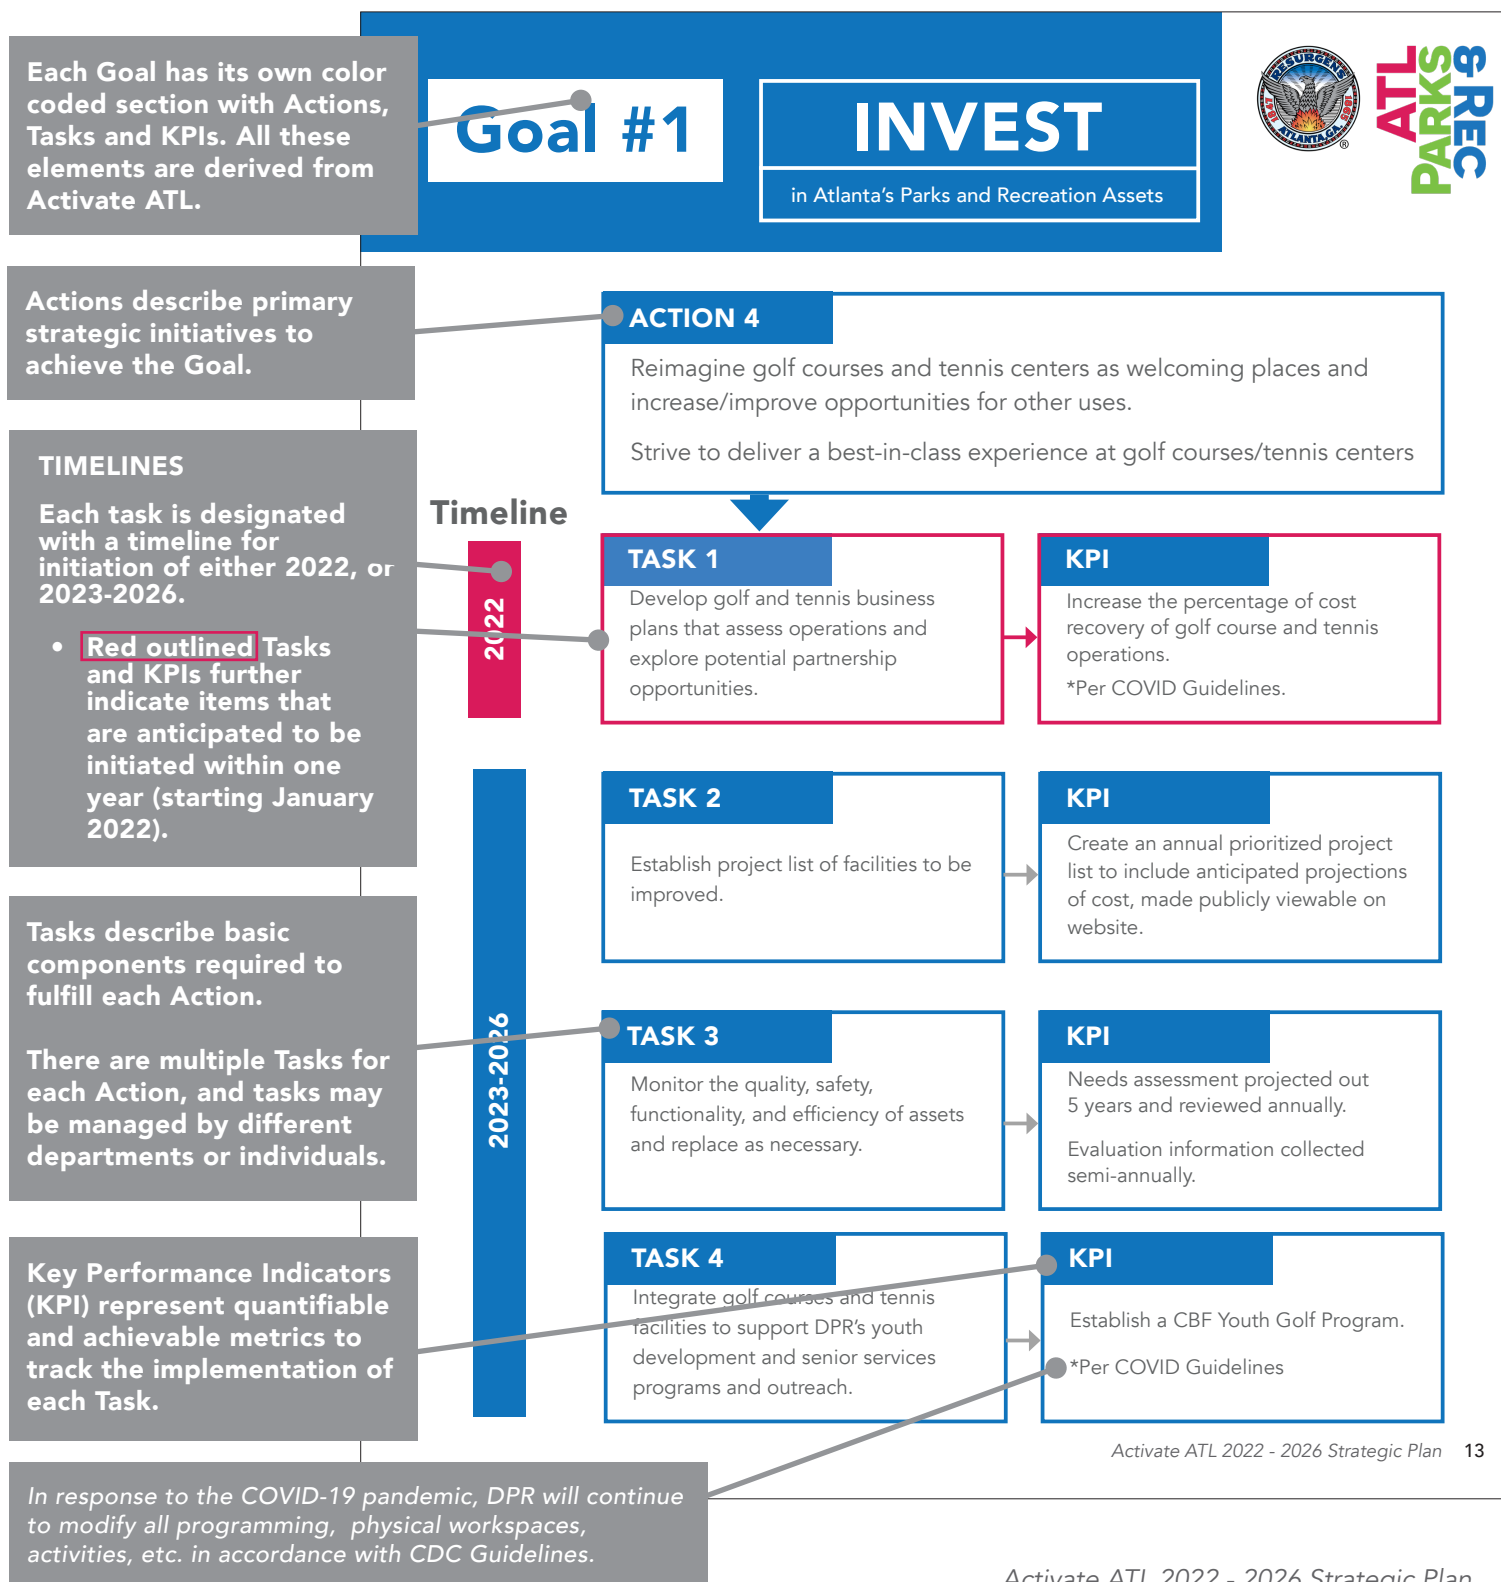 Each Goal has its own color
coded section with Actions,
Tasks and KPIs. All these
elements are derived from
Activate ATL.
Goal #1
INVEST
in Atlanta's Parks and Recreation Assets
RESURGENS
1847
1865
ATLANTA, GA.
®
ATL
PARKS
& REC
Actions describe primary
strategic initiatives to
achieve the Goal.
ACTION 4
Reimagine golf courses and tennis centers as welcoming places and
increase/improve opportunities for other uses.
Strive to deliver a best-in-class experience at golf courses/tennis centers
TIMELINES
Each task is designated
with a timeline for
initiation of either 2022, or
2023-2026.
• Red outlined Tasks
and KPIs further
indicate items that
are anticipated to be
initiated within one
year (starting January
2022).
Timeline
2022
TASK 1
Develop golf and tennis business
plans that assess operations and
explore potential partnership
opportunities.
KPI
Increase the percentage of cost
recovery of golf course and tennis
operations.
*Per COVID Guidelines.
2023-2026
TASK 2
Establish project list of facilities to be
improved.
KPI
Create an annual prioritized project
list to include anticipated projections
of cost, made publicly viewable on
website.
Tasks describe basic
components required to
fulfill each Action.
There are multiple Tasks for
each Action, and tasks may
be managed by different
departments or individuals.
TASK 3
Monitor the quality, safety,
functionality, and efficiency of assets
and replace as necessary.
KPI
Needs assessment projected out
5 years and reviewed annually.
Evaluation information collected
semi-annually.
Key Performance Indicators
(KPI) represent quantifiable
and achievable metrics to
track the implementation of
each Task.
TASK 4
Integrate golf courses and tennis
facilities to support DPR's youth
development and senior services
programs and outreach.
KPI
Establish a CBF Youth Golf Program.
*Per COVID Guidelines
Activate ATL 2022 - 2026 Strategic Plan 13
In response to the COVID-19 pandemic, DPR will continue
to modify all programming, physical workspaces,
activities, etc. in accordance with CDC Guidelines.
Activate ATL 2022 - 2026 Strategic Plan